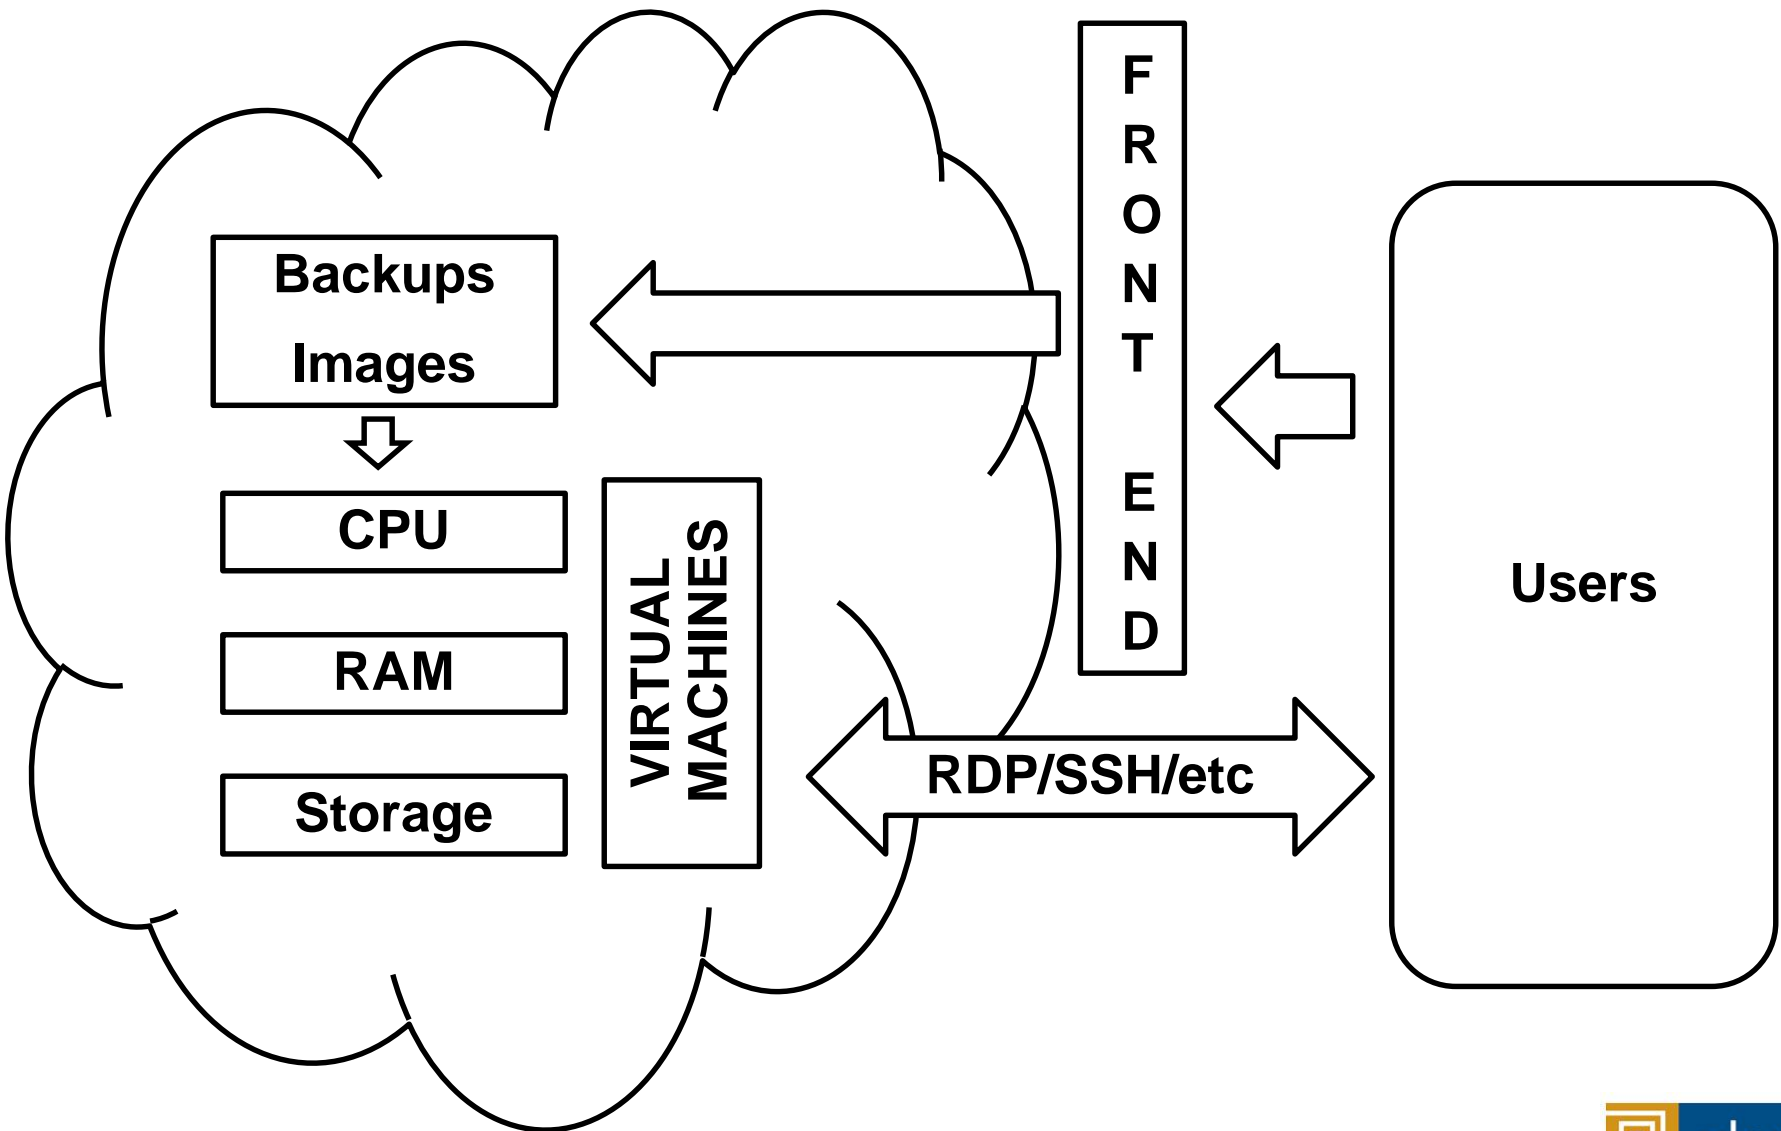 FRONT END
Backups
Images
CPU
RAM
Storage
VIRTUAL
MACHINES
RDP/SSH/etc
Users